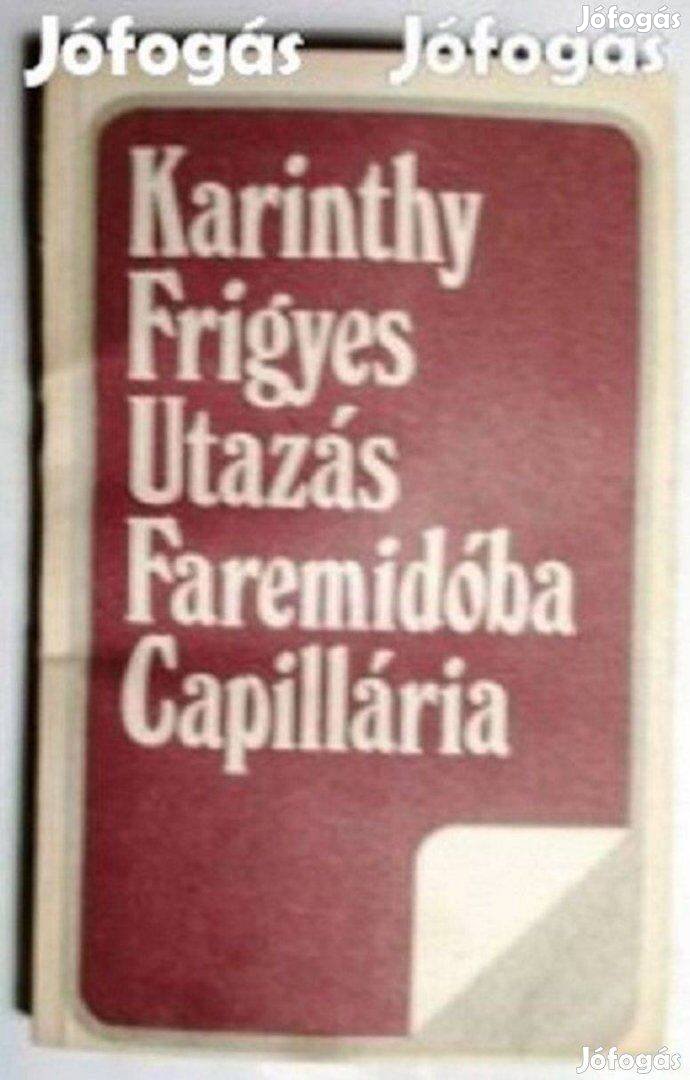 Jófogás
Jófogás Jófogás
Karinthy
Frigyes
Utazás
Faremidóba
Capillária
Jófogás